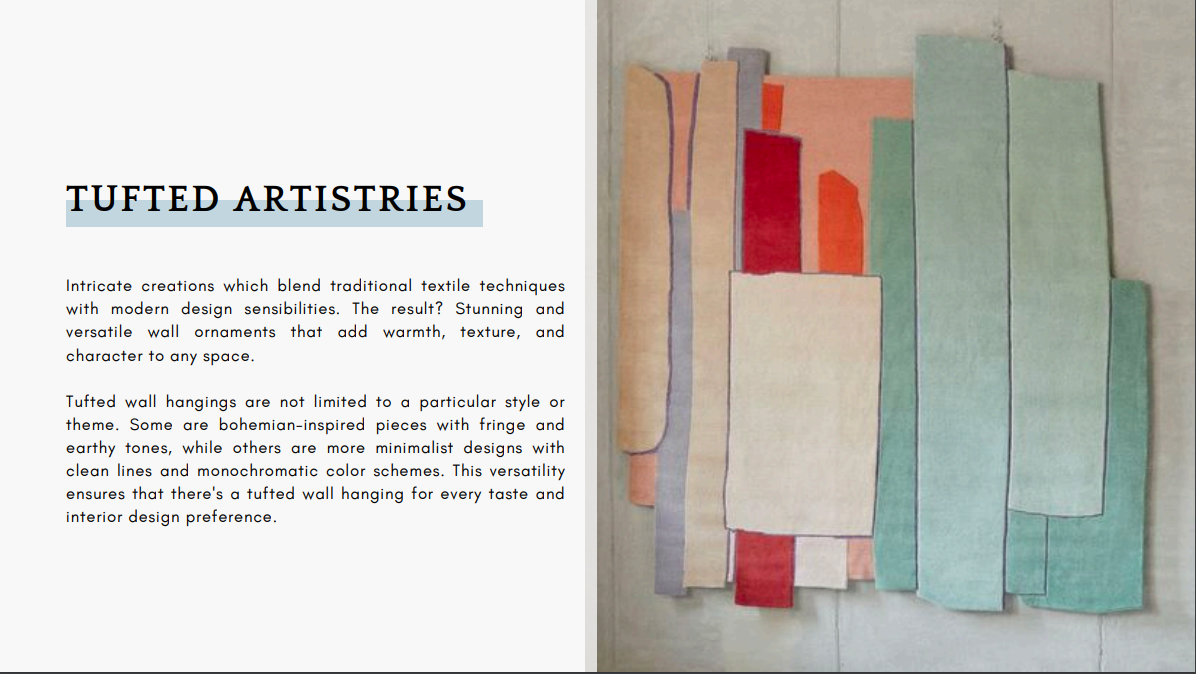 TUFTED ARTISTRIES
Intricate creations which blend traditional textile techniques
with modern design sensibilities. The result? Stunning and
versatile wall ornaments that add warmth, texture, and
character to any space.
Tufted wall hangings are not limited to a particular style or
theme. Some are bohemian-inspired pieces with fringe and
earthy tones, while others are more minimalist designs with
clean lines and monochromatic color schemes. This versatility
ensures that there's a tufted wall hanging for every taste and
interior design preference.